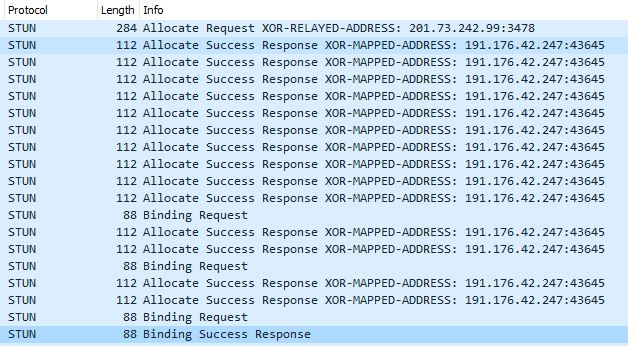 Protocol Length Info
STUN 284 Allocate Request XOR-RELAYED-ADDRESS: 201.73.242.99:3478
STUN 112 Allocate Success Response XOR-MAPPED-ADDRESS: 191.176.42.247:43645
STUN 112 Allocate Success Response XOR-MAPPED-ADDRESS: 191.176.42.247:43645
STUN 112 Allocate Success Response XOR-MAPPED-ADDRESS: 191.176.42.247:43645
STUN 112 Allocate Success Response XOR-MAPPED-ADDRESS: 191.176.42.247:43645
STUN 112 Allocate Success Response XOR-MAPPED-ADDRESS: 191.176.42.247:43645
STUN 112 Allocate Success Response XOR-MAPPED-ADDRESS: 191.176.42.247:43645
STUN 112 Allocate Success Response XOR-MAPPED-ADDRESS: 191.176.42.247:43645
STUN 112 Allocate Success Response XOR-MAPPED-ADDRESS: 191.176.42.247:43645
STUN 112 Allocate Success Response XOR-MAPPED-ADDRESS: 191.176.42.247:43645
STUN 112 Allocate Success Response XOR-MAPPED-ADDRESS: 191.176.42.247:43645
STUN 88 Binding Request
STUN 112 Allocate Success Response XOR-MAPPED-ADDRESS: 191.176.42.247:43645
STUN 112 Allocate Success Response XOR-MAPPED-ADDRESS: 191.176.42.247:43645
STUN 88 Binding Request
STUN 112 Allocate Success Response XOR-MAPPED-ADDRESS: 191.176.42.247:43645
STUN 112 Allocate Success Response XOR-MAPPED-ADDRESS: 191.176.42.247:43645
STUN 88 Binding Request
STUN 88 Binding Success Response